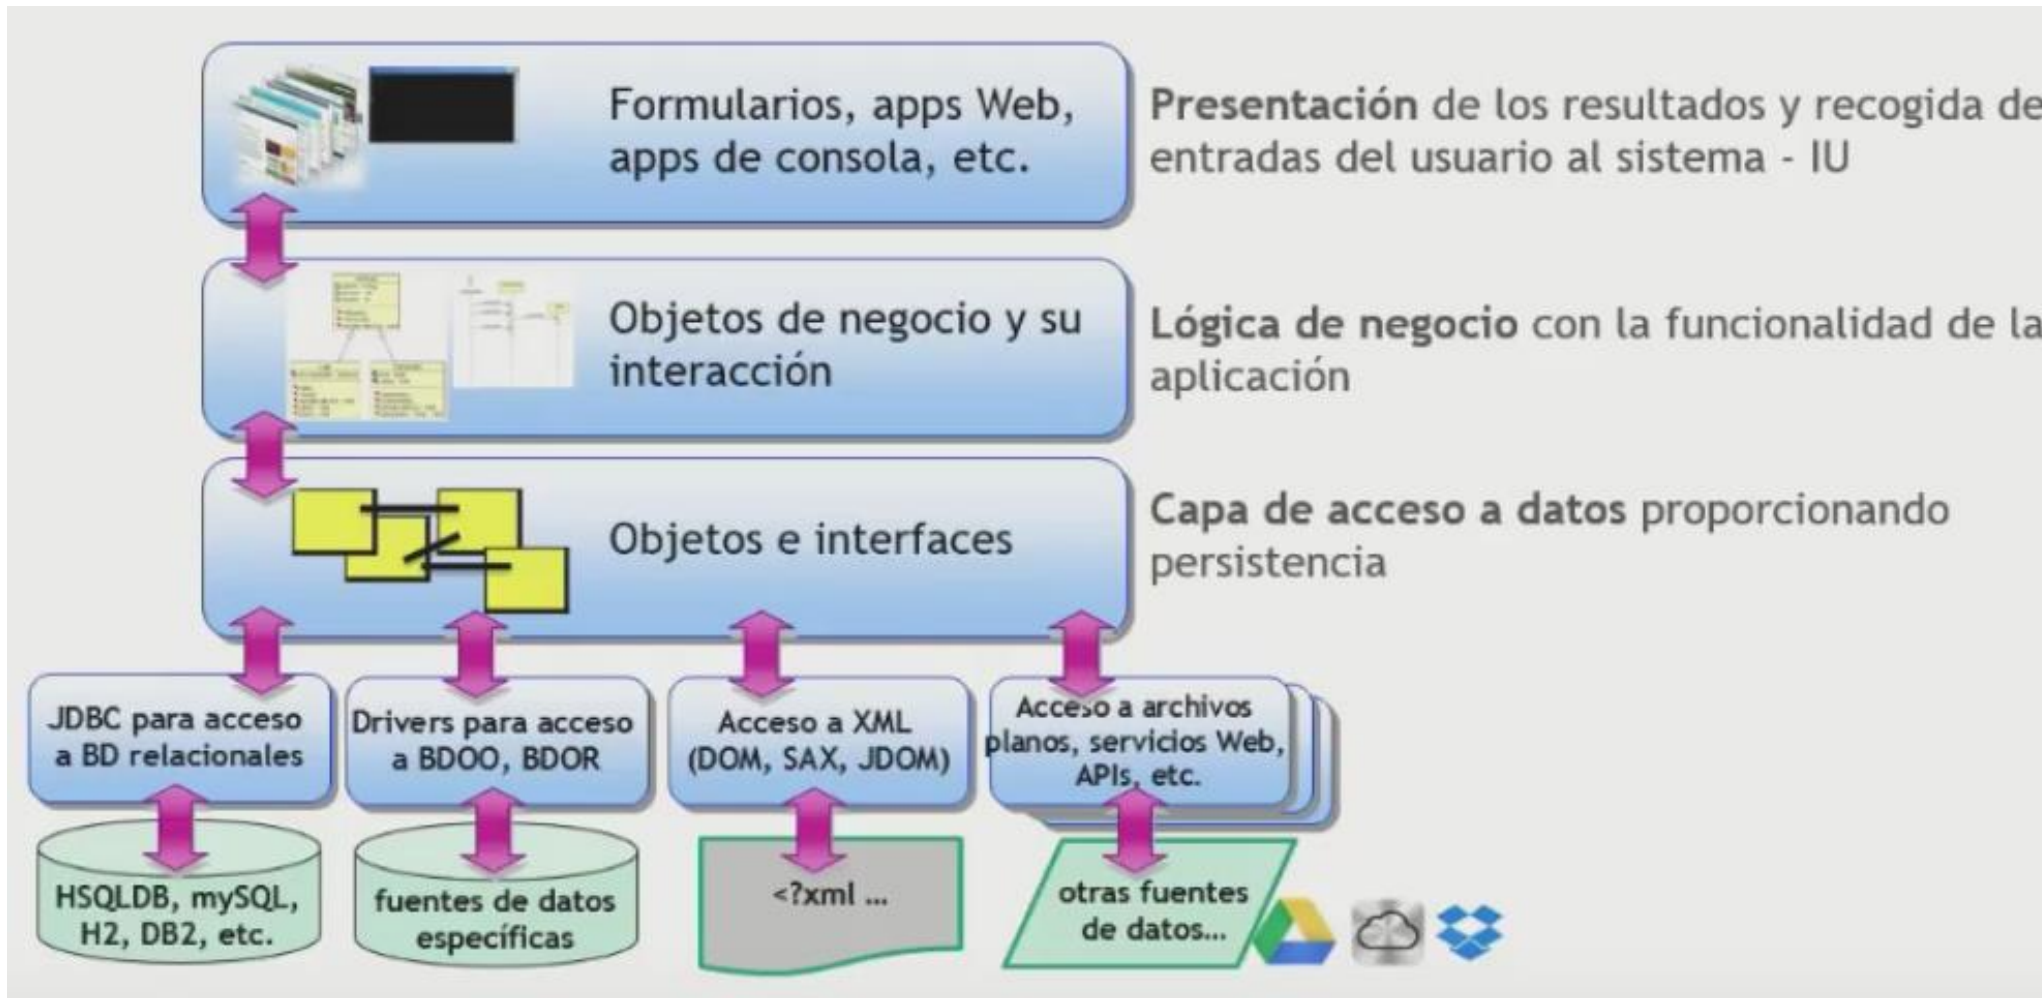 Formularios, apps Web,
apps de consola, etc.
Presentación de los resultados y recogida de
entradas del usuario al sistema - IU
Objetos de negocio y su
interacción
Lógica de negocio con la funcionalidad de la
aplicación
Objetos e interfaces
Capa de acceso a datos proporcionando
persistencia
JDBC para acceso
a BD relacionales
Drivers para acceso
a BDOO, BDOR
Acceso a XML
(DOM, SAX, JDOM)
Acceso a archivos
planos, servicios Web,
APIs, etc.
HSQLDB, mySQL,
H2, DB2, etc.
fuentes de datos
específicas
<?xml ...
otras fuentes
de datos...